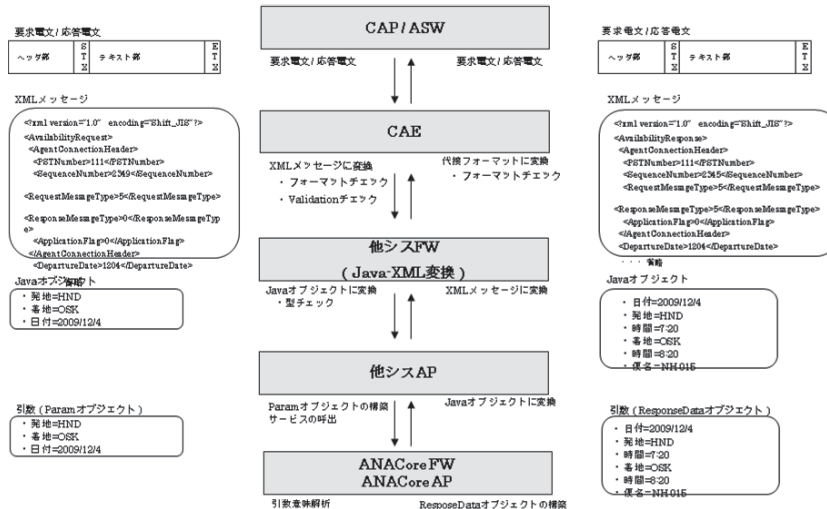 要求電文/応答電文
ヘッダ部
STX
テキスト部
ETX
XMLメッセージ
<?xml version="1.0" encoding="Shift_JIS"?>
<AvailabilityRequest>
<AgentConnectionHeader>
<PSTNumber>111</PSTNumber>
<SequenceNumber>2349</SequenceNumber>
<RequestMessageType>5</RequestMessageType>
<ResponseMessageType>0</ResponseMessageTyp
e>
<ApplicationFlag>0</ApplicationFlag>
</AgentConnectionHeader>
<DepartureDate>1204</DepartureDate>
省略
Javaオブジェクト
・発地=HND
・着地=OSK
・日付=2009/12/4
引数(Paramオブジェクト)
・発地=HND
・着地=OSK
・日付=2009/12/4
CAP/ASW
要求電文/応答電文
要求電文/応答電文
CAE
XMLメッセージに変換
・フォーマットチェック
・Validationチェック
代接フォーマットに変換
・フォーマットチェック
他シスFW
(Java-XML変換)
Javaオブジェクトに変換
・型チェック
XMLメッセージに変換
他シスAP
Paramオブジェクトの構築
サービスの呼出
Javaオブジェクトに変換
ANACore FW
ANACore AP
引数意味解析
ResposeDataオブジェクトの構築
要求電文/応答電文
ヘッダ部
STX
テキスト部
ETX
XMLメッセージ
<?xml version="1.0" encoding="Shift_JIS"?>
<AvailabilityResponse>
<AgentConnectionHeader>
<PSTNumber>111</PSTNumber>
<SequenceNumber>2345</SequenceNumber>
<RequestMessageType>5</RequestMessageType>
<ResponseMessageType>5</ResponseMessageType>
<ApplicationFlag>0</ApplicationFlag>
</AgentConnectionHeader>
<DepartureDate>1204</DepartureDate>
・・・省略
Javaオブジェクト
・日付=2009/12/4
・発地=HND
・時間=7:20
・着地=OSK
・時間=8:20
・便名=NH015
引数(ResponseDataオブジェクト)
・日付=2009/12/4
・発地=HND
・時間=7:20
・着地=OSK
・時間=8:20
・便名=NH015